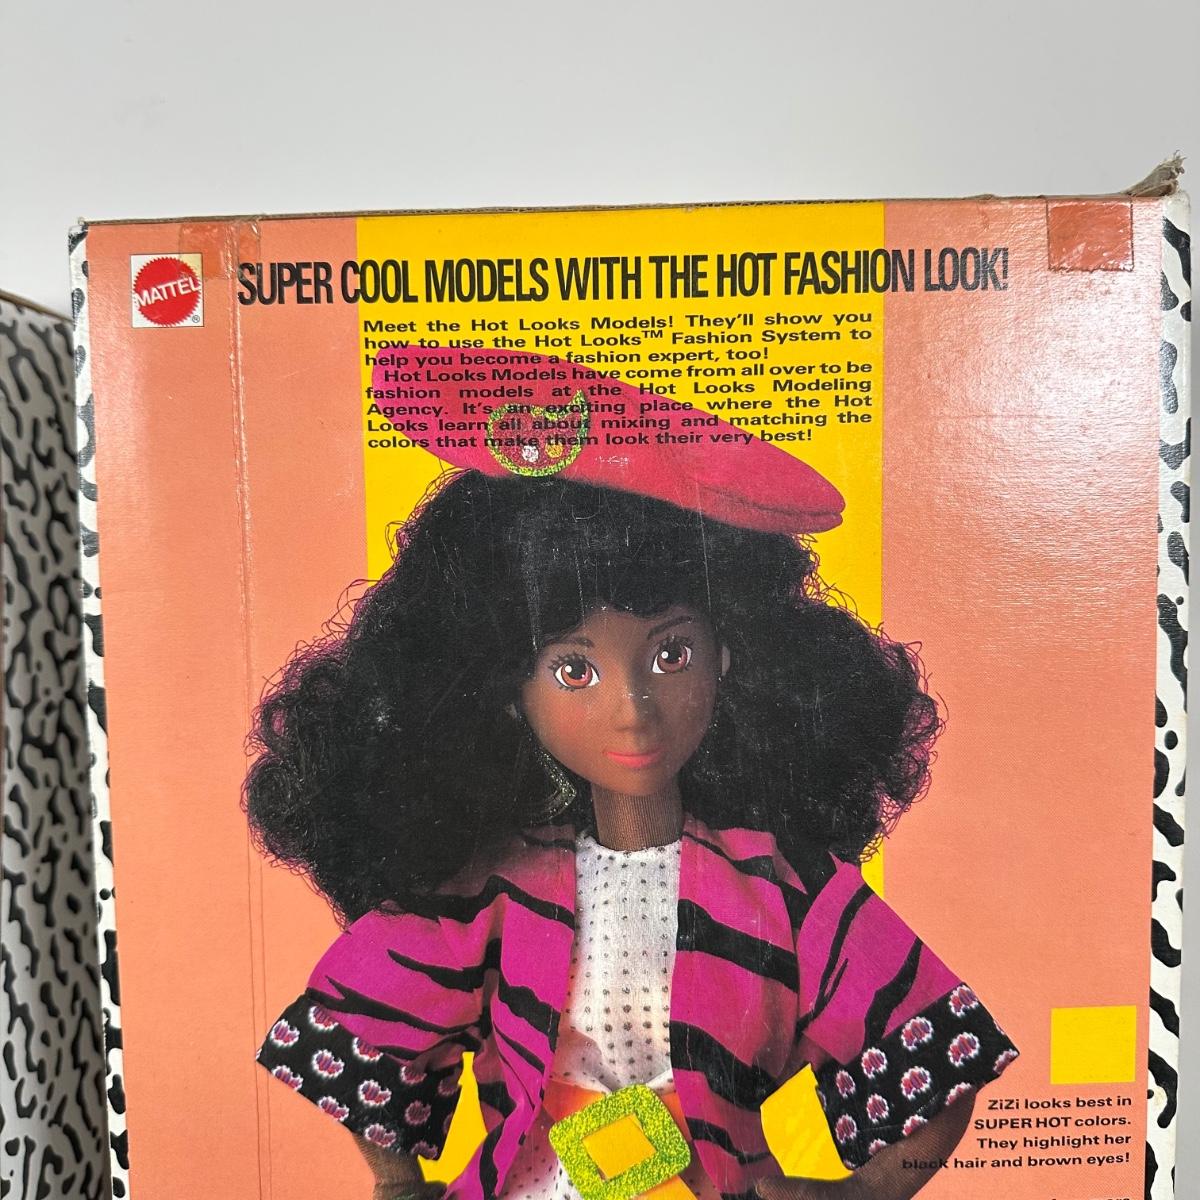 MATTEL
®
SUPER COOL MODELS WITH THE HOT FASHION LOOK!
Meet the Hot Looks Models! They'll show you
how to use the Hot Looks™ Fashion System to
help you become a fashion expert, too!
Hot Looks Models have come from all over to be
fashion models at the Hot Looks Modeling
Agency. It's an exciting place where the Hot
Looks learn all about mixing and matching the
colors that make them look their very best!
ZiZi looks best in
SUPER HOT colors.
They highlight her
black hair and brown eyes!